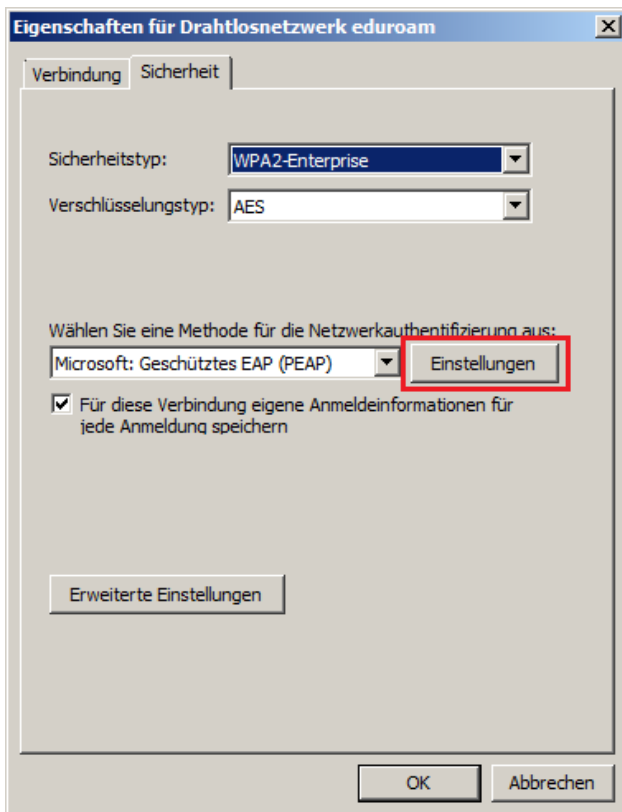 Eigenschaften für Drahtlosnetzwerk eduroam
Verbindung Sicherheit
Sicherheitstyp: WPA2-Enterprise
Verschlüsselungstyp: AES
Wählen Sie eine Methode für die Netzwerkauthentifizierung aus:
Microsoft: Geschütztes EAP (PEAP) Einstellungen
Für diese Verbindung eigene Anmeldeinformationen für
jede Anmeldung speichern
Erweiterte Einstellungen
OK Abbrechen